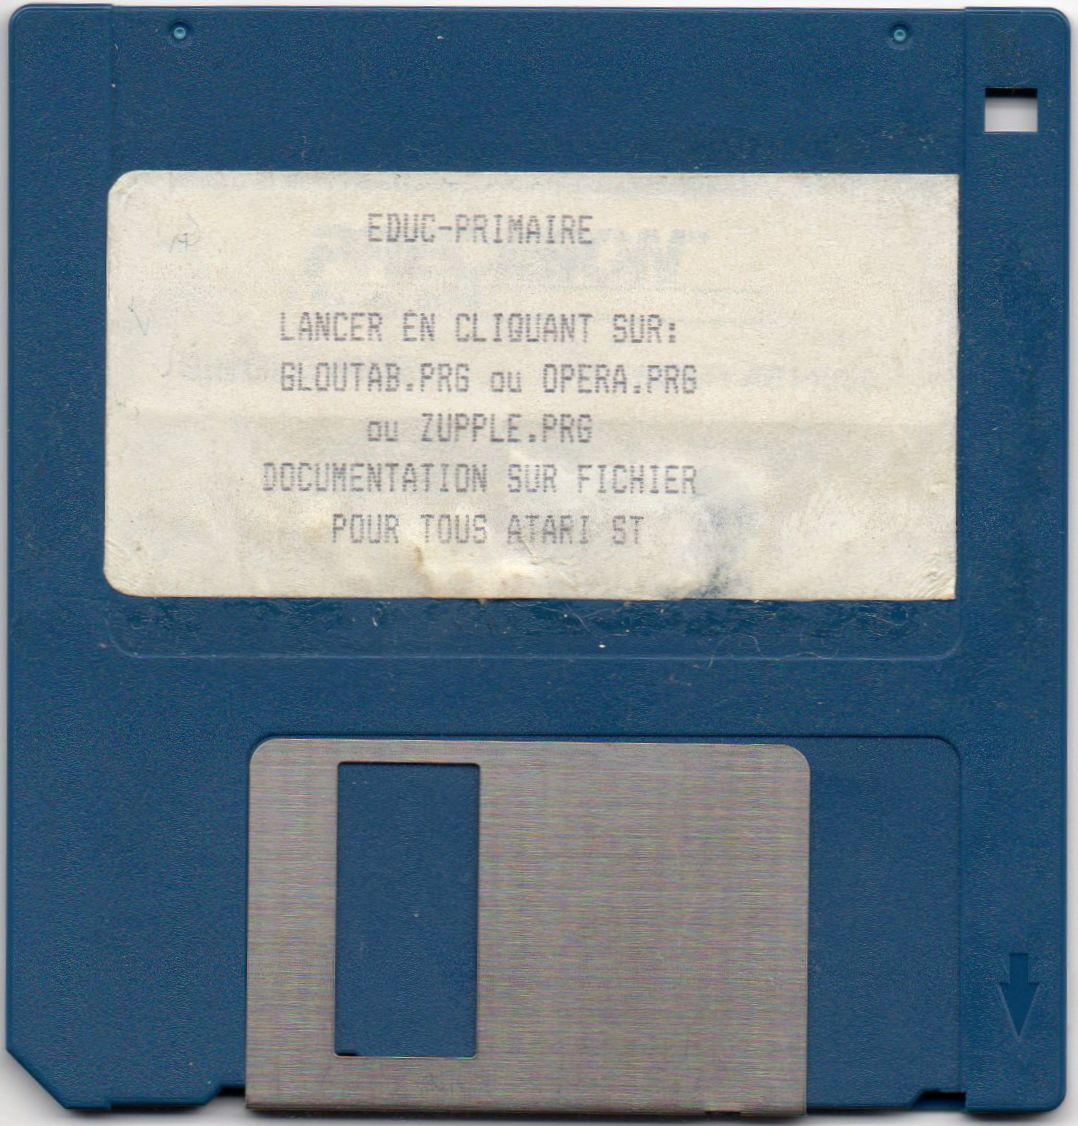 EDUC-PRIMAIRE
LANCER EN CLIQUANT SUR:
GLOUTAB.PRG ou OPERA.PRG
ou ZUPPLE.PRG
DOCUMENTATION SUR FICHIER
POUR TOUS ATARI ST